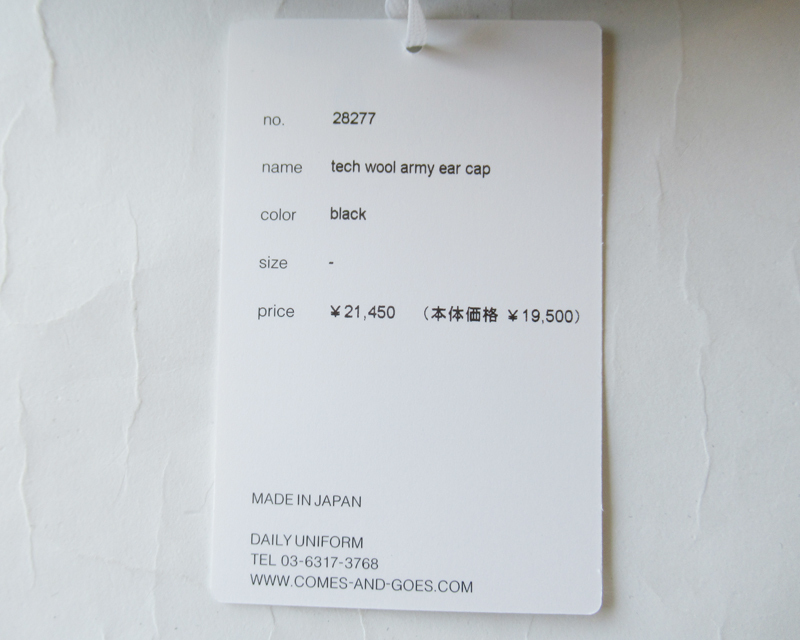 no. 28277
name tech wool army ear cap
color black
size -
price ¥21,450 (本体価格 ¥19,500)
MADE IN JAPAN
DAILY UNIFORM
TEL 03-6317-3768
WWW.COMES-AND-GOES.COM